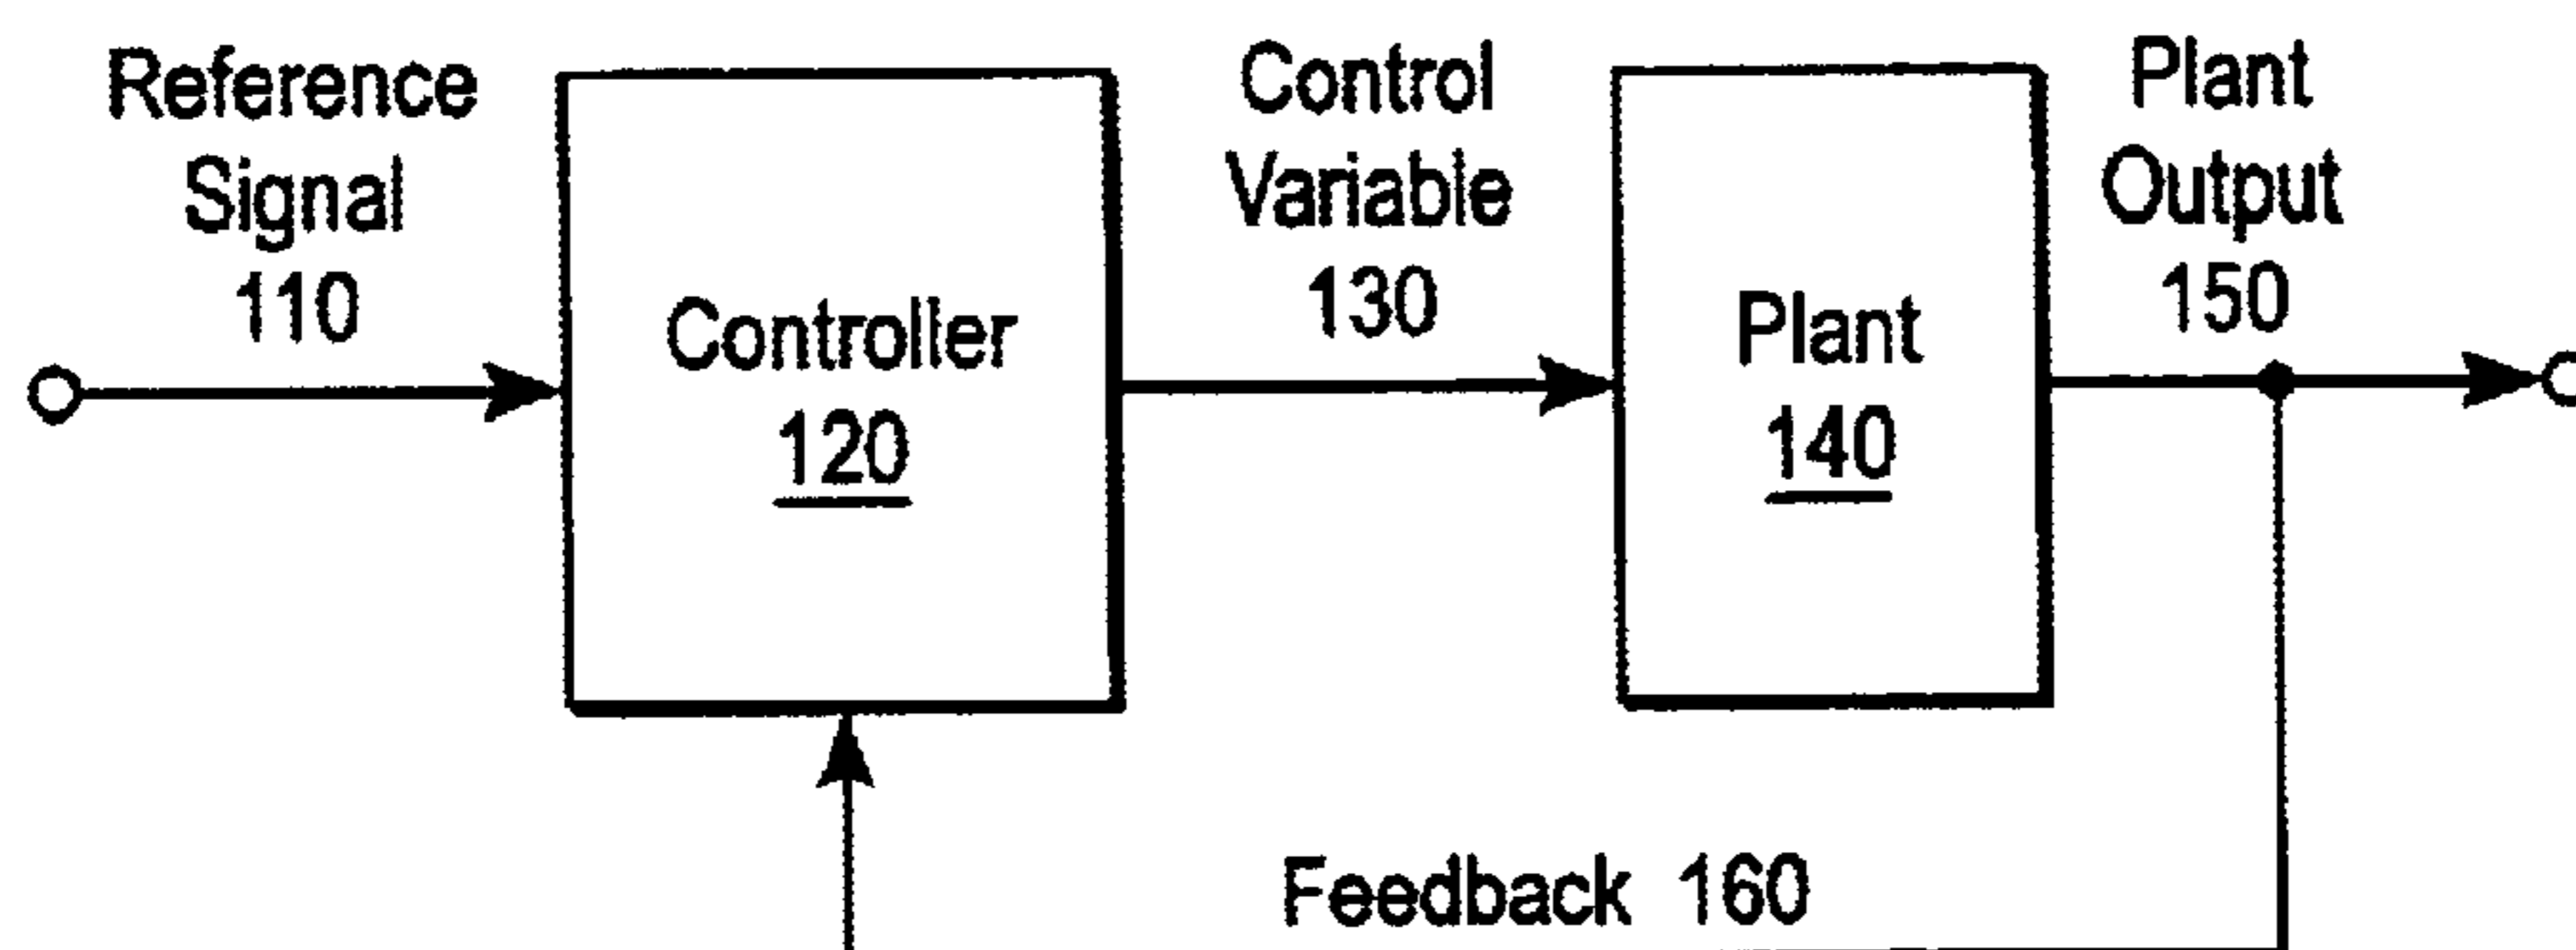 Reference
Signal
110
Controller
120
Control
Variable
130
Plant
140
Plant
Output
150
Feedback 160